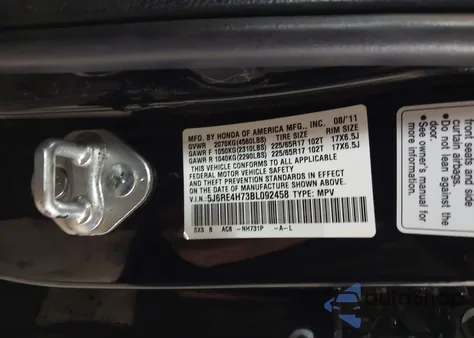 MFD. BY HONDA OF AMERICA MFG., INC. 08/'11
GVWR 2070KG(4560LBS) TIRE SIZE RIM SIZE
GAWR F 1050KG(2310LBS) 225/65R17 102T 17X6.5J
GAWR R 1040KG(2290LBS) 225/65R17 102T 17X6.5J
THIS VEHICLE CONFORMS TO ALL APPLICABLE
FEDERAL MOTOR VEHICLE SAFETY AND
THEFT PREVENTION STANDARDS IN EFFECT
ON THE DATE OF MANUFACTURE SHOWN ABOVE.
V.I.N:5J6RE4H73BL092458 TYPE: MPV
SXS B AC6 -NH731P -A-L
front seat and side
curtain airbags.
•Do not lean against the
door.
•See owner's manual for
more information.
autoshop